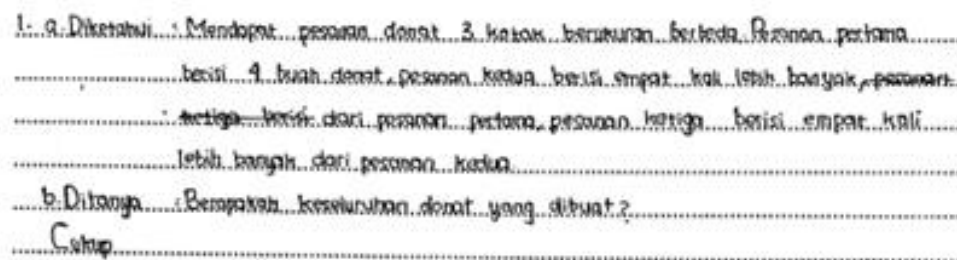 1. a. Diketahui : Mendapat pesanan donat 3 kotak berukuran berbeda. Pesanan pertama
berisi 4 buah donat, pesanan kedua berisi empat kali lebih banyak, pesanan
ketiga berisi dari pesanan pertama, pesanan ketiga berisi empat kali
lebih banyak dari pesanan kedua
b. Ditanya : Berapakah keseluruhan donat yang dibuat?
Cukup